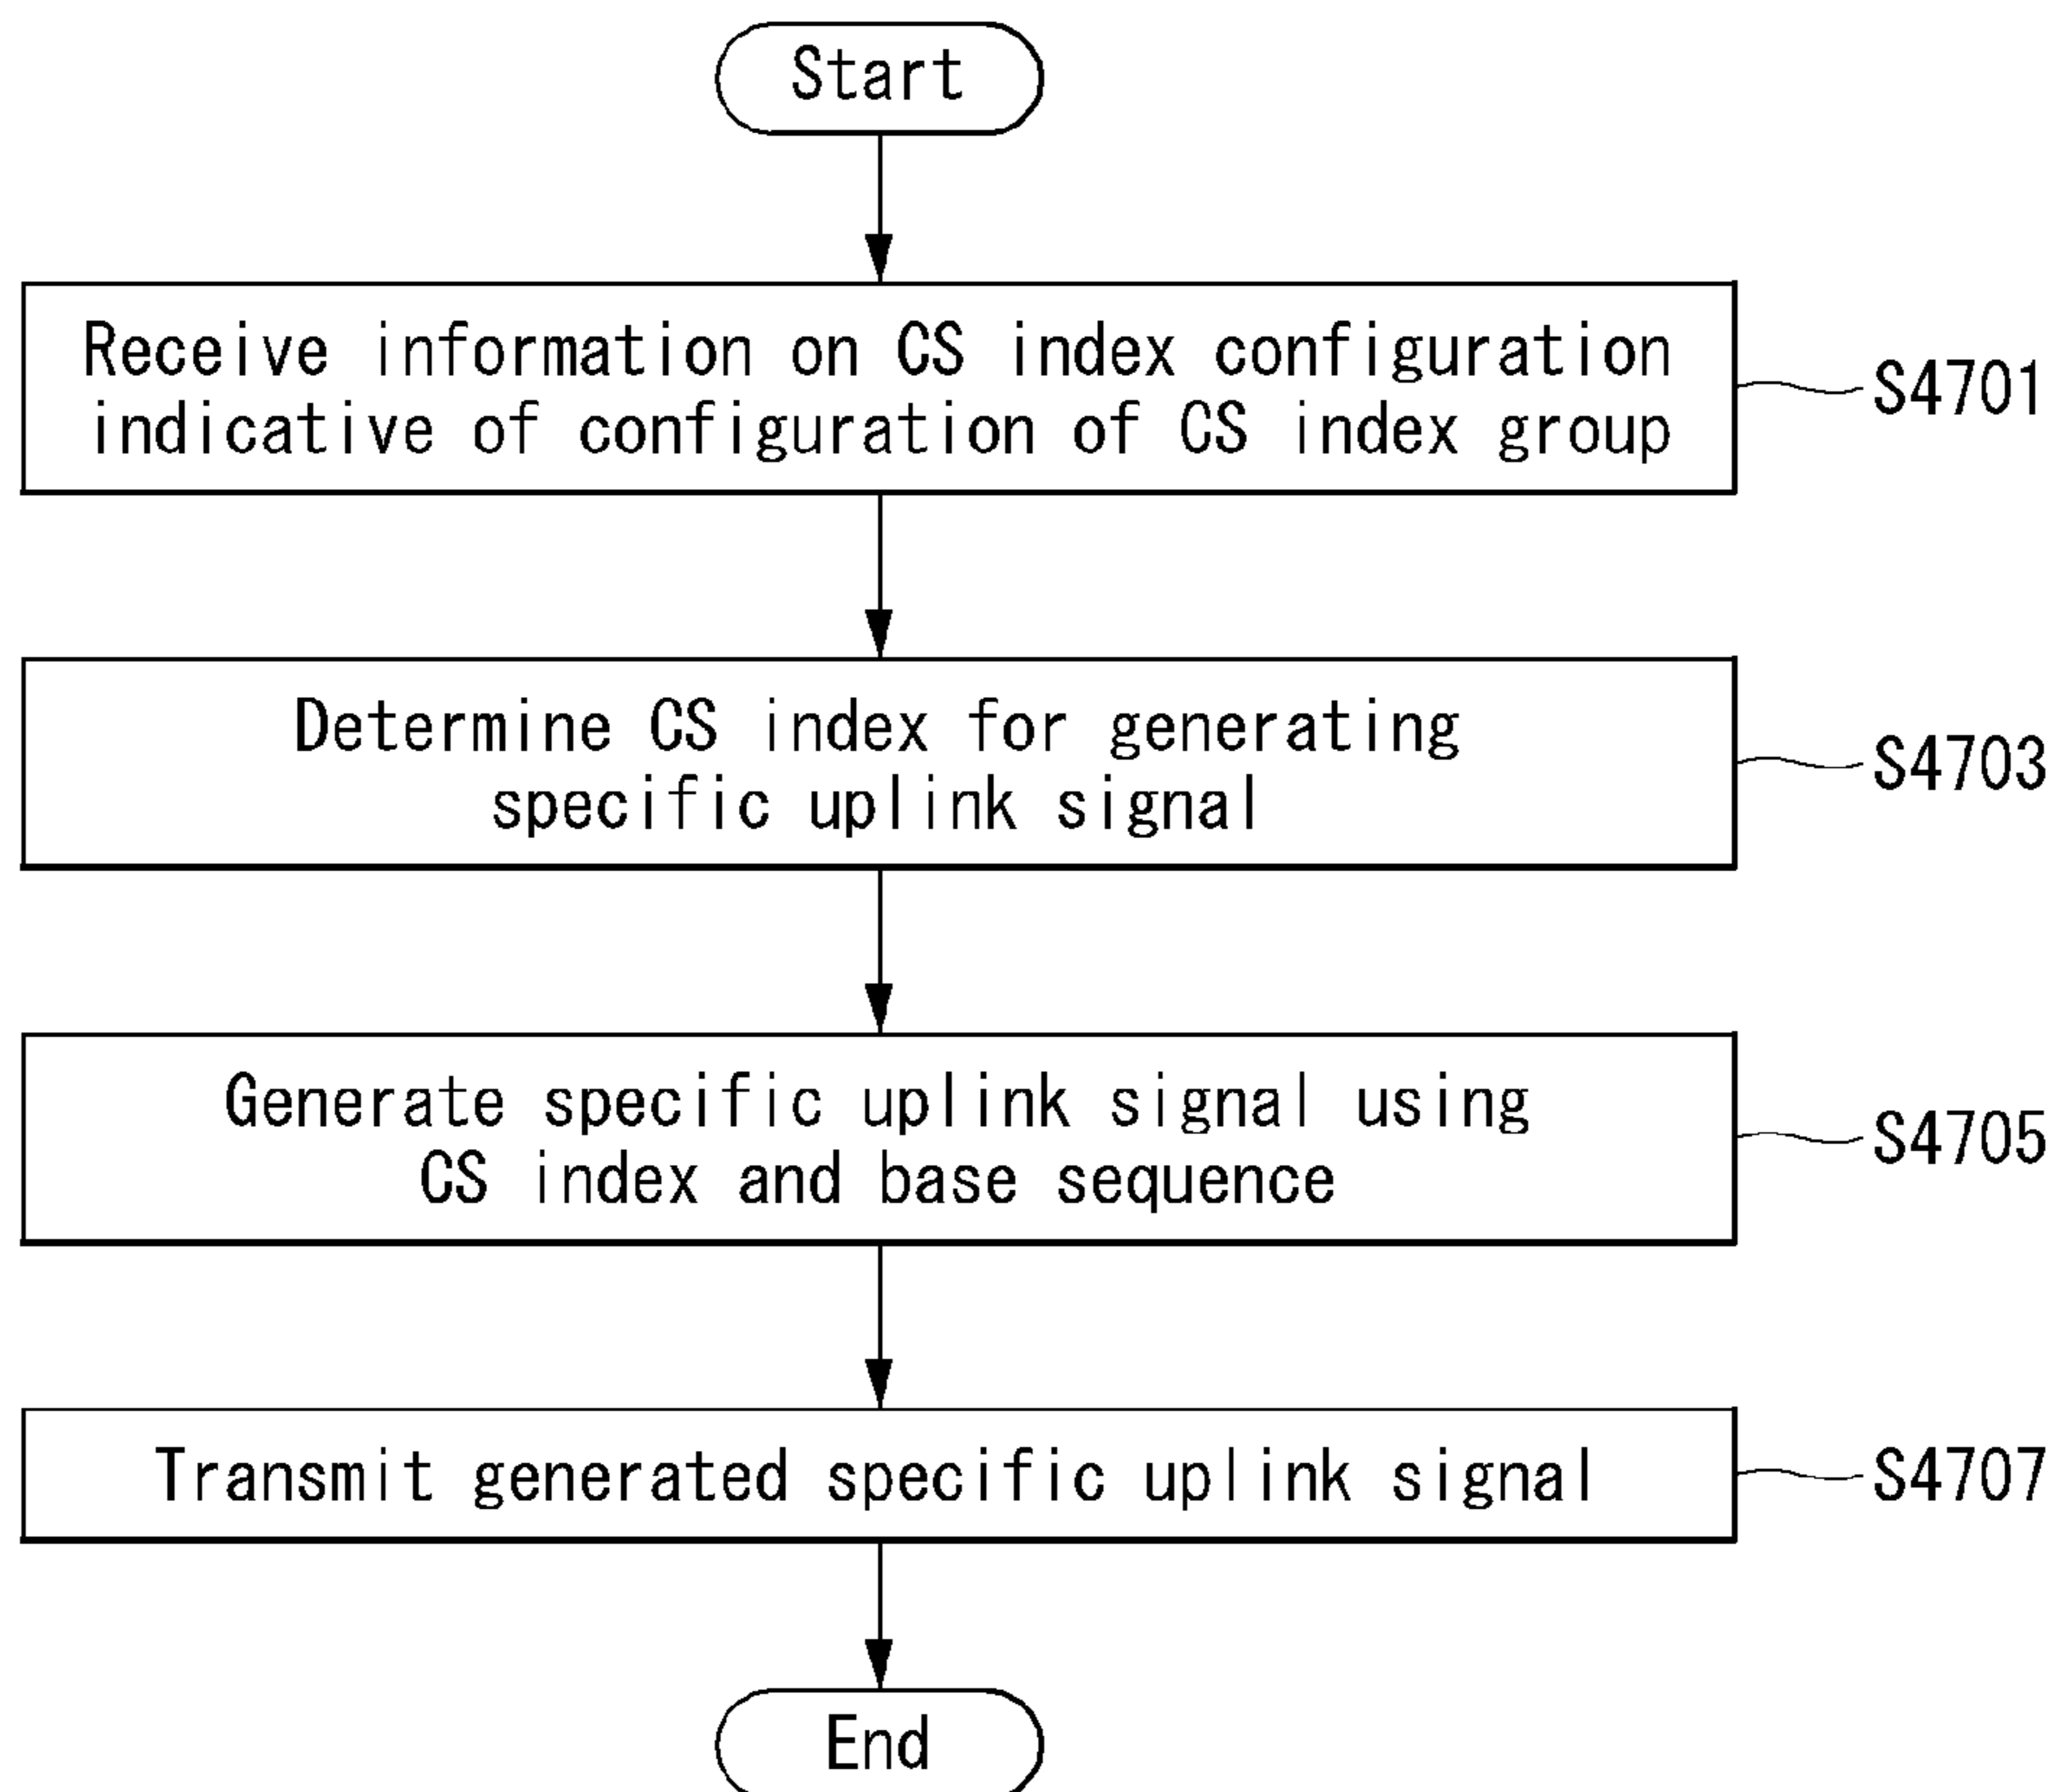 Start
Receive information on CS index configuration
indicative of configuration of CS index group
S4701
Determine CS index for generating
specific uplink signal
S4703
Generate specific uplink signal using
CS index and base sequence
S4705
Transmit generated specific uplink signal
S4707
End